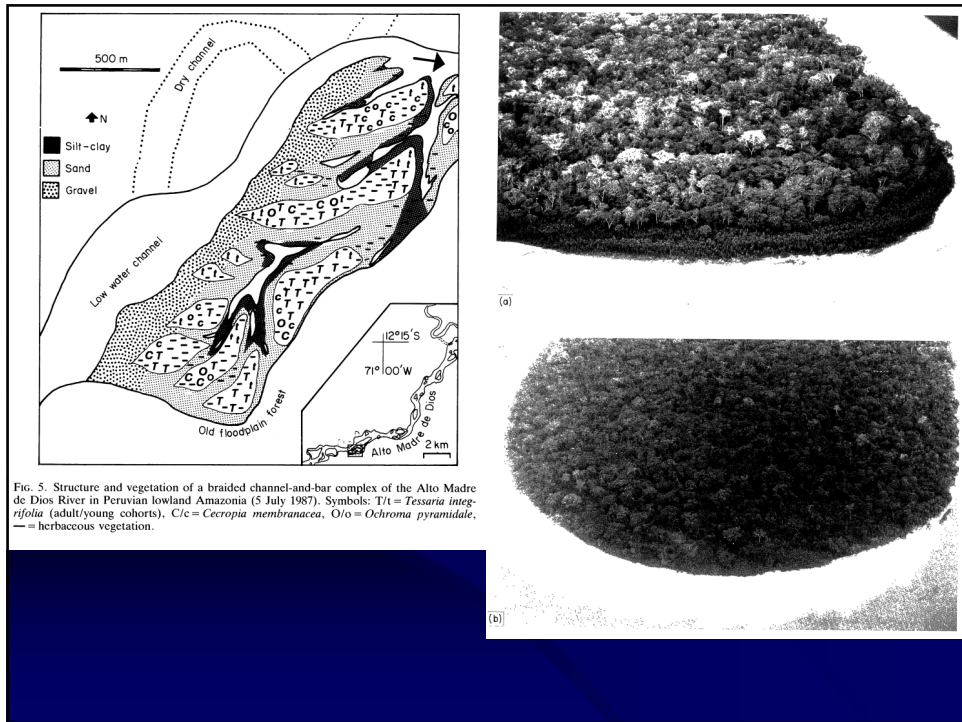 500 m
Dry channel
N
Silt-clay
Sand
Gravel
Low water channel
Old floodplain forest
12°15'S
71°00'W
Alto Madre de Dios
2 km
FIG. 5. Structure and vegetation of a braided channel-and-bar complex of the Alto Madre
de Dios River in Peruvian lowland Amazonia (5 July 1987). Symbols: T/t = Tessaria integ-
rifolia (adult/young cohorts), C/c = Cecropia membranacea, O/o = Ochroma pyramidale,
— = herbaceous vegetation.
(a)
(b)